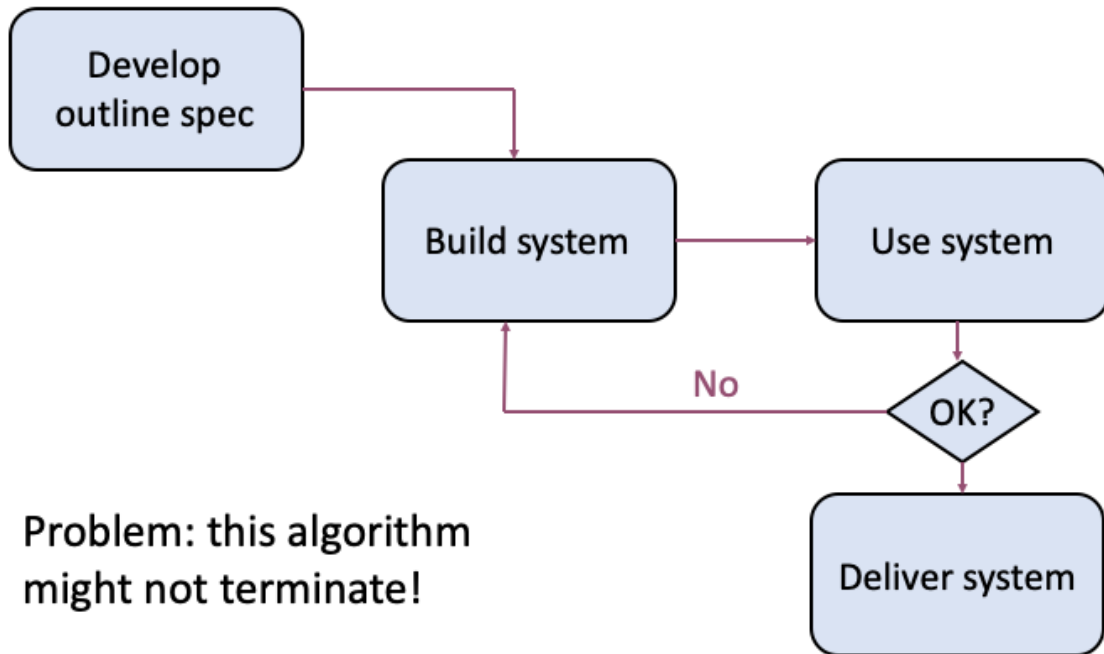 Develop
outline spec
Build system
Use system
No
OK?
Problem: this algorithm
might not terminate!
Deliver system